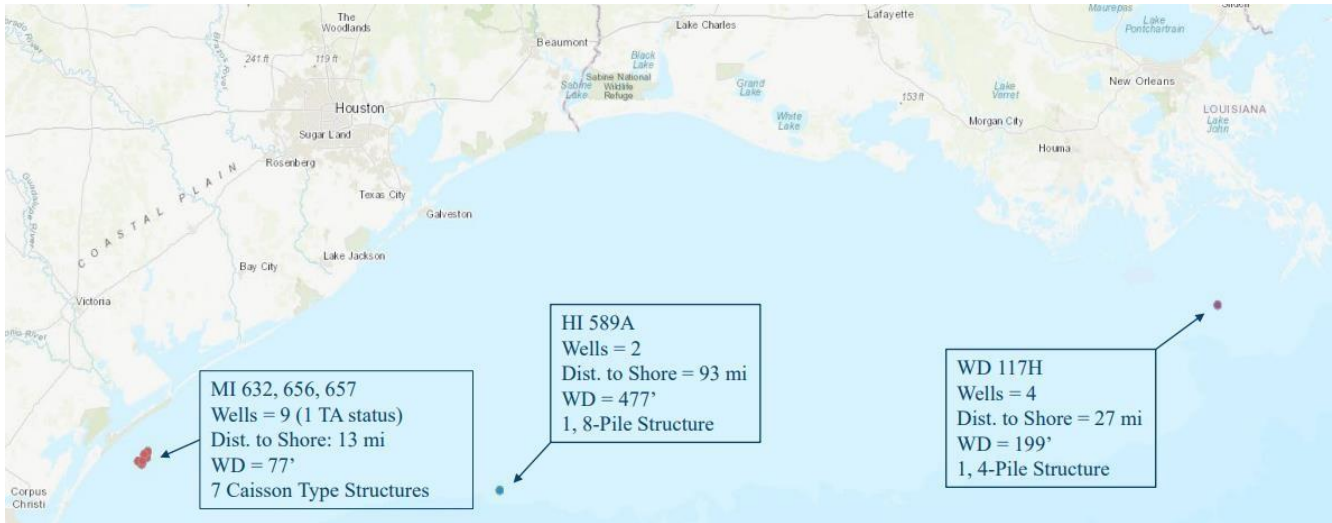 The
Woodlands
241 ft
119 ft
Houston
Sugar Land
Rosenberg
Beaumont
Sabine
Lake
Sabine National
Wildlife
Refuge
Black
Lake
Lake Charles
Grand
Lake
White
Lake
Lafayette
153 ft
Lake
Verret
Morgan City
Houma
Maurepas
Lake
Pontchartrain
New Orleans
LOUISIANA
Lake
John
Texas City
Galveston
COASTAL PLAIN
Lake Jackson
Bay City
Victoria
Corpus
Christi
MI 632, 656, 657
Wells = 9 (1 TA status)
Dist. to Shore: 13 mi
WD = 77’
7 Caisson Type Structures
HI 589A
Wells = 2
Dist. to Shore = 93 mi
WD = 477’
1, 8-Pile Structure
WD 117H
Wells = 4
Dist. to Shore = 27 mi
WD = 199’
1, 4-Pile Structure